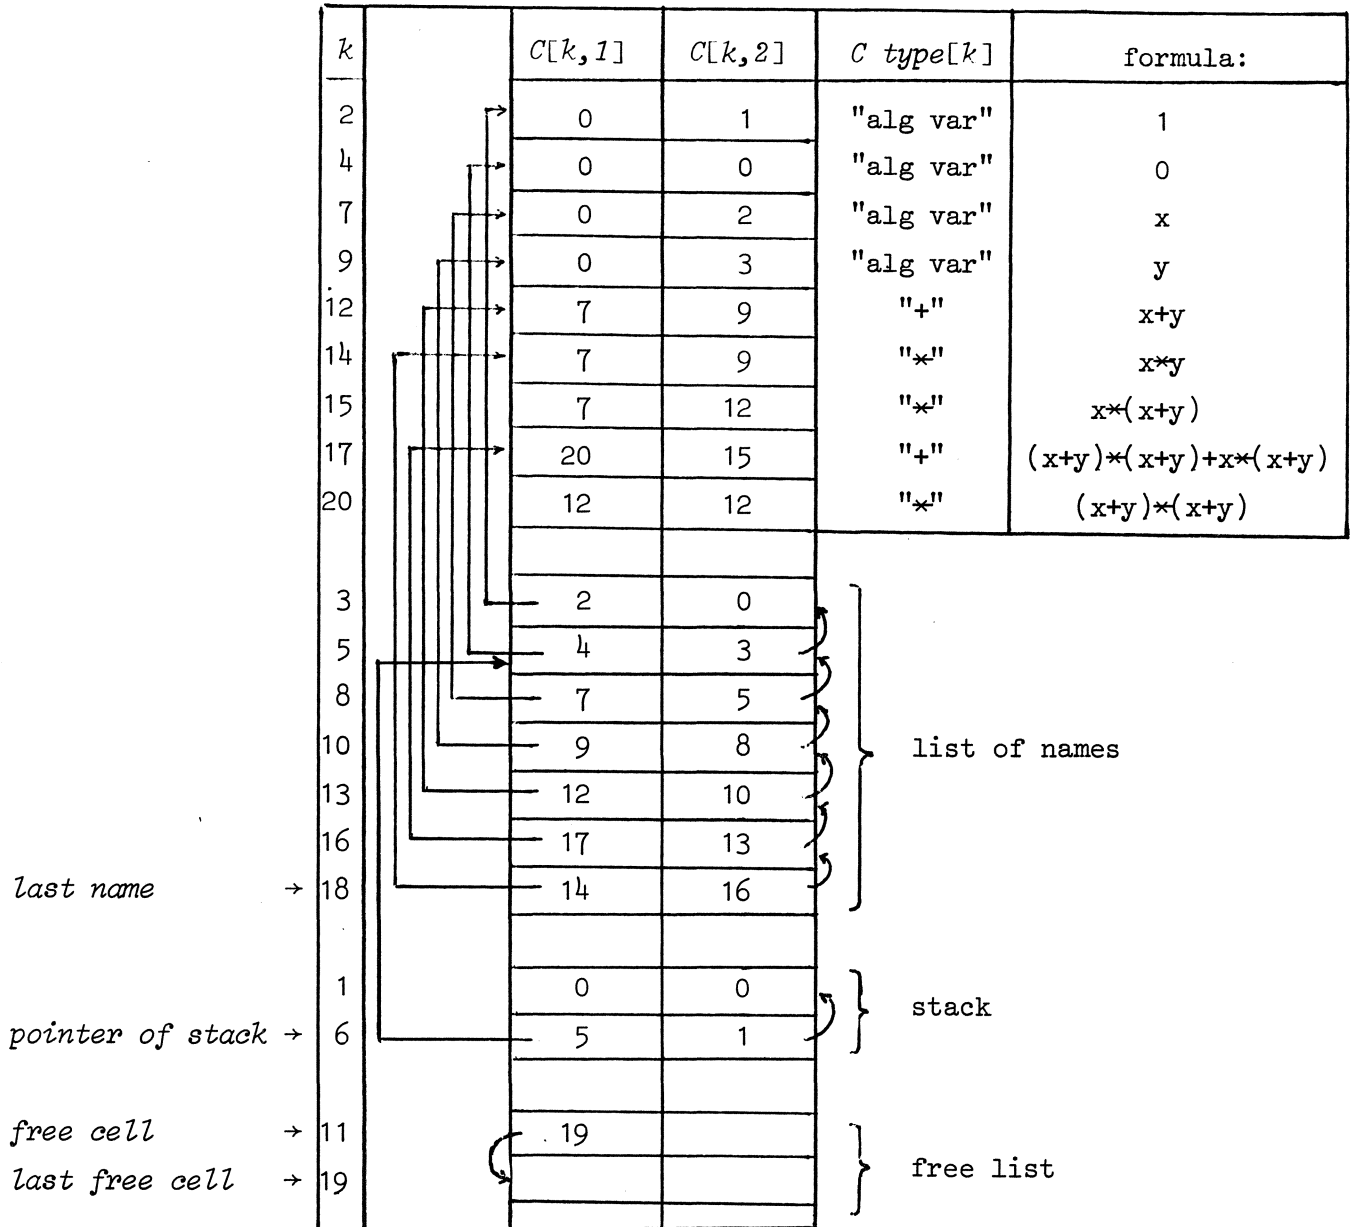 k C[k,1] C[k,2] C type[k] formula:
2 0 1 "alg var" 1
4 0 0 "alg var" 0
7 0 2 "alg var" x
9 0 3 "alg var" y
12 7 9 "+" x+y
14 7 9 "*" x*y
15 7 12 "*" x*(x+y)
17 20 15 "+" (x+y)*(x+y)+x*(x+y)
20 12 12 "*" (x+y)*(x+y)
3 2 0
5 4 3
8 7 5
10 9 8 list of names
13 12 10
16 17 13
last name → 18 14 16
1 0 0
stack
pointer of stack → 6 5 1
free cell → 11 19
free list
last free cell → 19